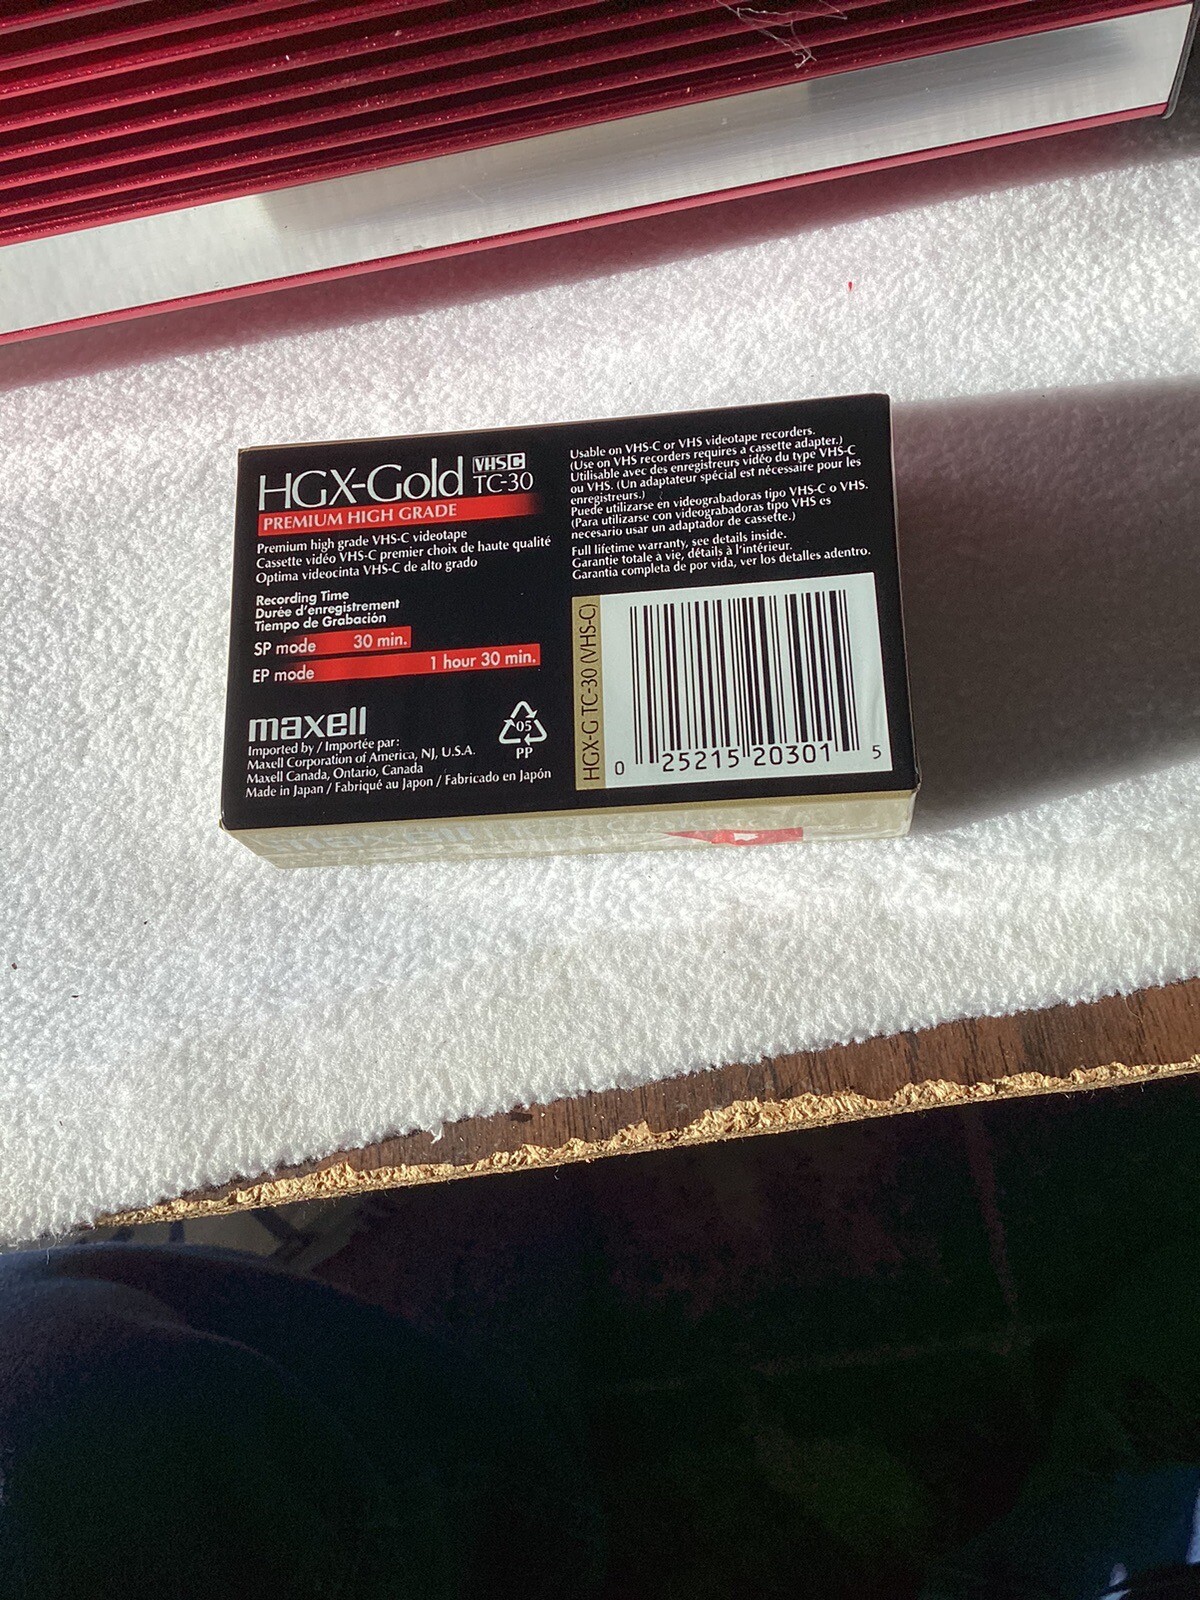 HGX-Gold VHSC TC-30
PREMIUM HIGH GRADE
Premium high grade VHS-C videotape
Cassette vidéo VHS-C premier choix de haute qualité
Optima videocinta VHS-C de alto grado
Recording Time
Durée d'enregistrement
Tiempo de Grabación
SP mode 30 min.
EP mode 1 hour 30 min.
maxell
Imported by / Importée par:
Maxell Corporation of America, NJ, U.S.A.
Maxell Canada, Ontario, Canada
Made in Japan / Fabriqué au Japon / Fabricado en Japón
05
PP
Usable on VHS-C or VHS videotape recorders.
(Use on VHS recorders requires a cassette adapter.)
Utilisable avec des enregistreurs vidéo du type VHS-C
ou VHS. (Un adaptateur spécial est nécessaire pour les
enregistreurs.)
Puede utilizarse en videograbadoras tipo VHS-C o VHS.
(Para utilizarse con videograbadoras tipo VHS es
necesario usar un adaptador de cassette.)
Full lifetime warranty, see details inside.
Garantie totale à vie, détails à l'intérieur.
Garantia completa de por vida, ver los detalles adentro.
HGX-G TC-30 (VHS-C)
0 25215 20301 5
maxell